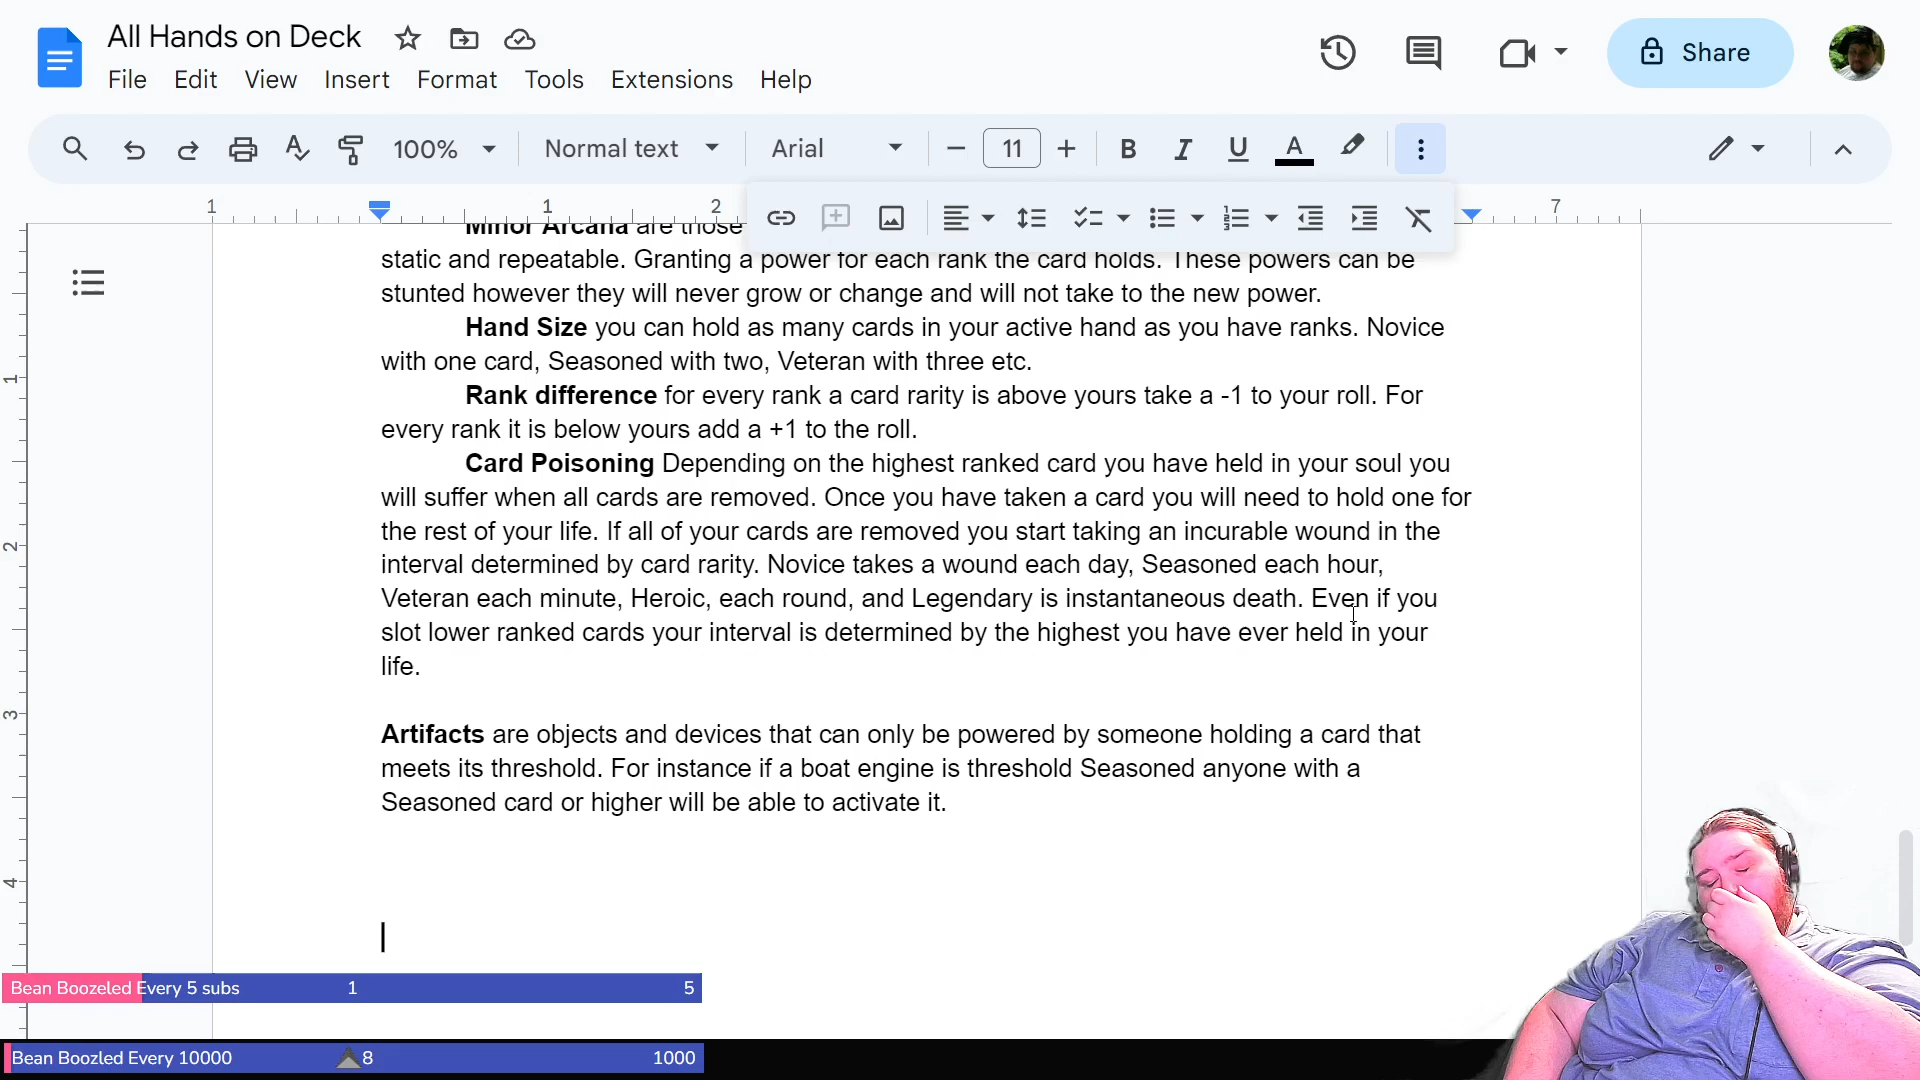 All Hands on Deck
File Edit View Insert Format Tools Extensions Help
Share
100% Normal text Arial 11 B I U A
1 1 2 7
Minor Arcana are those
static and repeatable. Granting a power for each rank the card holds. These powers can be
stunted however they will never grow or change and will not take to the new power.
Hand Size you can hold as many cards in your active hand as you have ranks. Novice
with one card, Seasoned with two, Veteran with three etc.
Rank difference for every rank a card rarity is above yours take a -1 to your roll. For
every rank it is below yours add a +1 to the roll.
Card Poisoning Depending on the highest ranked card you have held in your soul you
will suffer when all cards are removed. Once you have taken a card you will need to hold one for
the rest of your life. If all of your cards are removed you start taking an incurable wound in the
interval determined by card rarity. Novice takes a wound each day, Seasoned each hour,
Veteran each minute, Heroic, each round, and Legendary is instantaneous death. Even if you
slot lower ranked cards your interval is determined by the highest you have ever held in your
life.
Artifacts are objects and devices that can only be powered by someone holding a card that
meets its threshold. For instance if a boat engine is threshold Seasoned anyone with a
Seasoned card or higher will be able to activate it.
1
2
3
4
Bean Boozeled Every 5 subs 1 5
Bean Boozled Every 10000 8 1000